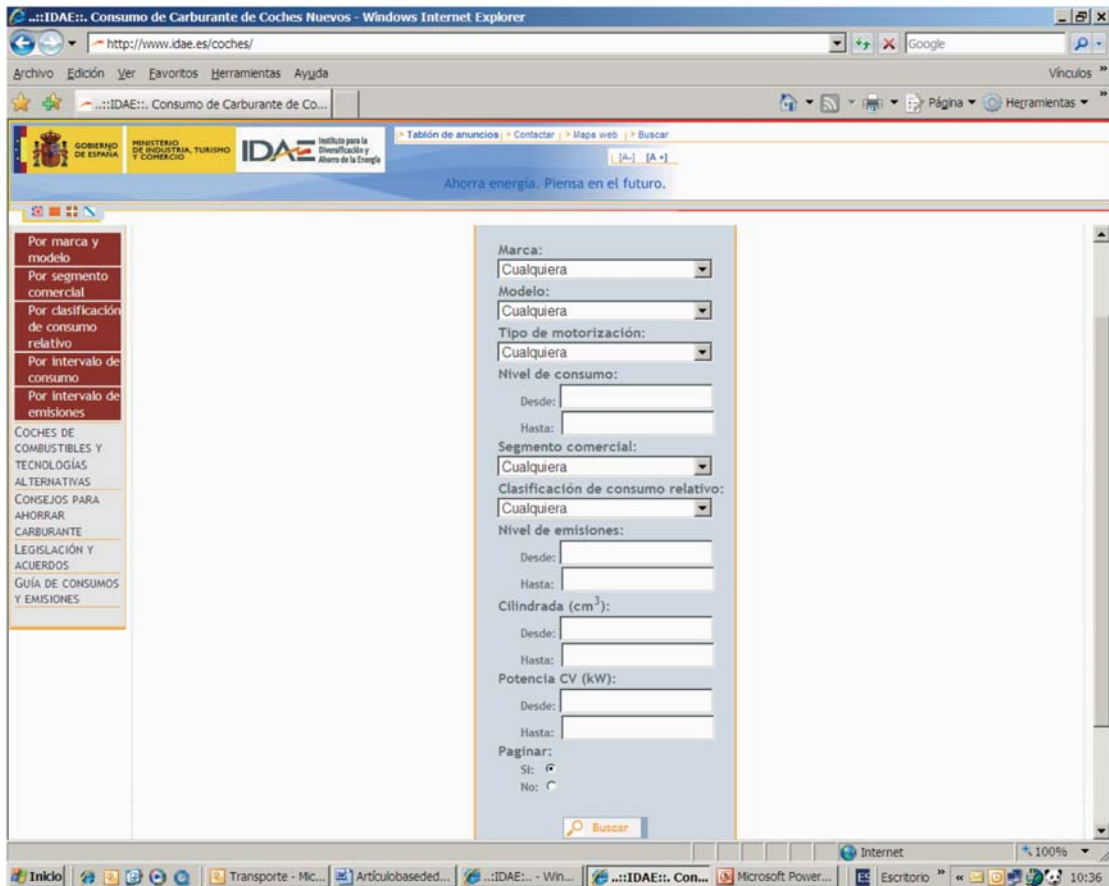 ..::IDAE::. Consumo de Carburante de Coches Nuevos - Windows Internet Explorer
http://www.idae.es/coches/
Google
Archivo Edición Ver Favoritos Herramientas Ayuda
Vínculos »
..::IDAE::. Consumo de Carburante de Co...
Página Herramientas »
GOBIERNO DE ESPAÑA
MINISTERIO DE INDUSTRIA, TURISMO Y COMERCIO
IDAE
Instituto para la
Diversificación y
Ahorro de la Energía
> Tablón de anuncios | > Contactar | > Mapa web | > Buscar
[A-] [A +]
Ahorra energía. Piensa en el futuro.
Por marca y
modelo
Por segmento
comercial
Por clasificación
de consumo
relativo
Por intervalo de
consumo
Por intervalo de
emisiones
COCHES DE
COMBUSTIBLES Y
TECNOLOGÍAS
ALTERNATIVAS
CONSEJOS PARA
AHORRAR
CARBURANTE
LEGISLACIÓN Y
ACUERDOS
GUÍA DE CONSUMOS
Y EMISIONES
Marca:
Cualquiera
Modelo:
Cualquiera
Tipo de motorización:
Cualquiera
Nivel de consumo:
Desde:
Hasta:
Segmento comercial:
Cualquiera
Clasificación de consumo relativo:
Cualquiera
Nivel de emisiones:
Desde:
Hasta:
Cilindrada (cm³):
Desde:
Hasta:
Potencia CV (kW):
Desde:
Hasta:
Paginar:
Si:
No:
Buscar
Internet
100%
Inicio
Transporte - Mic...
Artículobaseded...
..::IDAE::.. - Win...
..::IDAE::. Con...
Microsoft Power...
ES
Escritorio »
«
10:36